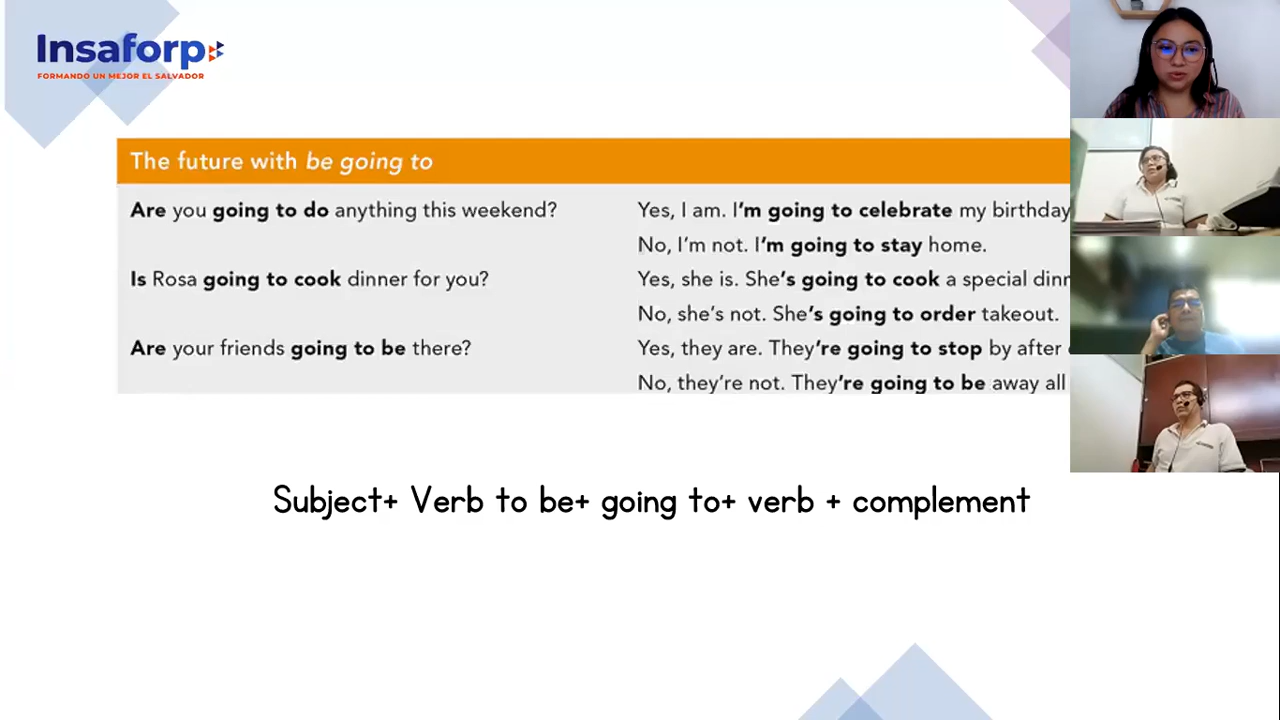 Insaforp
FORMANDO UN MEJOR EL SALVADOR
The future with be going to
Are you going to do anything this weekend?
Yes, I am. I'm going to celebrate my birthday
No, I'm not. I'm going to stay home.
Is Rosa going to cook dinner for you?
Yes, she is. She's going to cook a special
No, she's not. She's going to order takeout.
Are your friends going to be there?
Yes, they are. They're going to stop by after
No, they're not. They're going to be away all
Subject+ Verb to be+ going to+ verb + complement